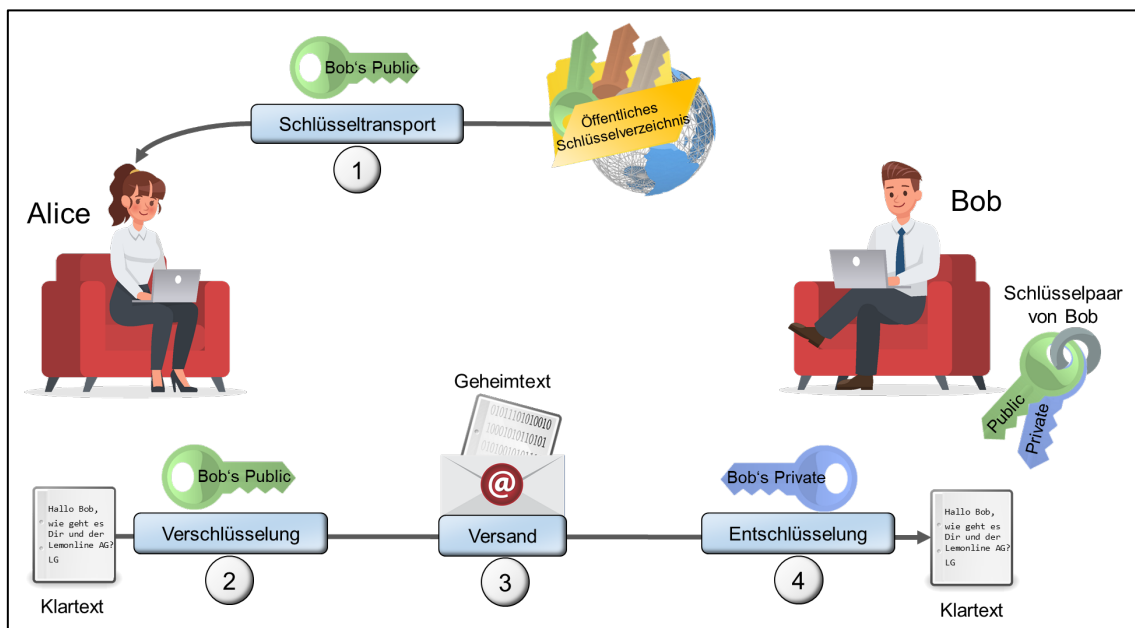 Bob's Public
Öffentliches
Schlüsselverzeichnis
Schlüsseltransport
1
Alice
Bob
Schlüsselpaar
von Bob
Public
Private
Geheimtext
01011101010010
10001010110101
@
Bob's Public
Bob's Private
Hallo Bob,
wie geht es
Dir und der
Lemonline AG?
LG
Verschlüsselung
Versand
Entschlüsselung
Hallo Bob,
wie geht es
Dir und der
Lemonline AG?
LG
2
3
4
Klartext
Klartext